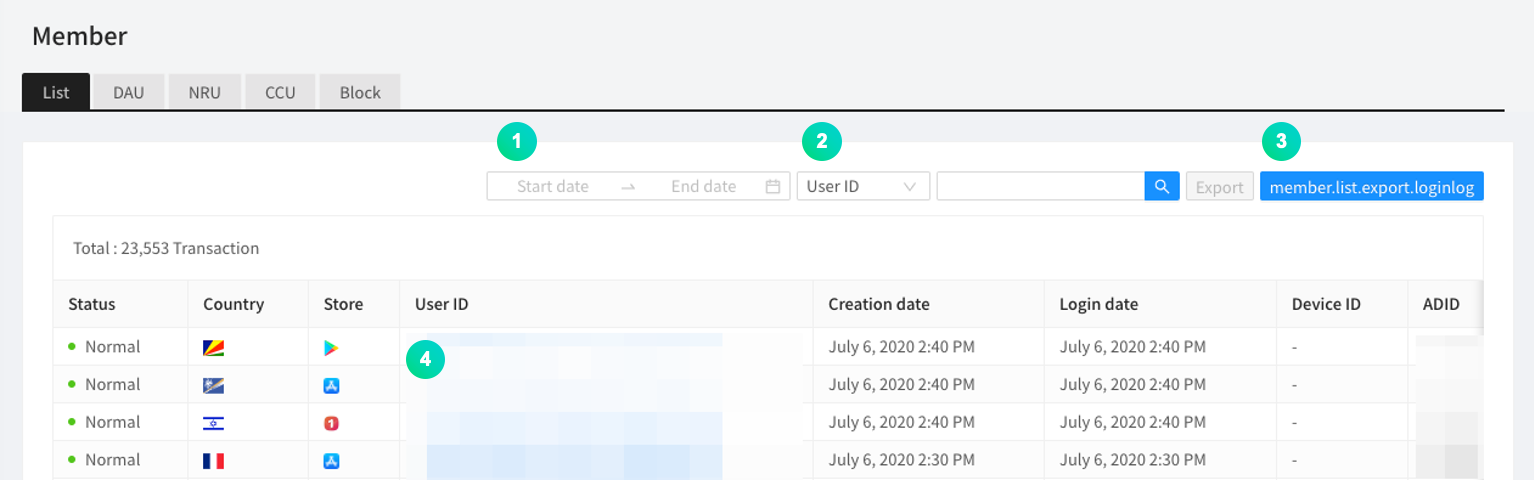 Member
List DAU NRU CCU Block
1 2 3
Start date → End date User ID Export member.list.export.loginlog
Total : 23,553 Transaction
Status Country Store User ID Creation date Login date Device ID ADID
Normal July 6, 2020 2:40 PM July 6, 2020 2:40 PM -
4
Normal July 6, 2020 2:40 PM July 6, 2020 2:40 PM -
Normal 1 July 6, 2020 2:40 PM July 6, 2020 2:40 PM -
Normal July 6, 2020 2:30 PM July 6, 2020 2:30 PM -